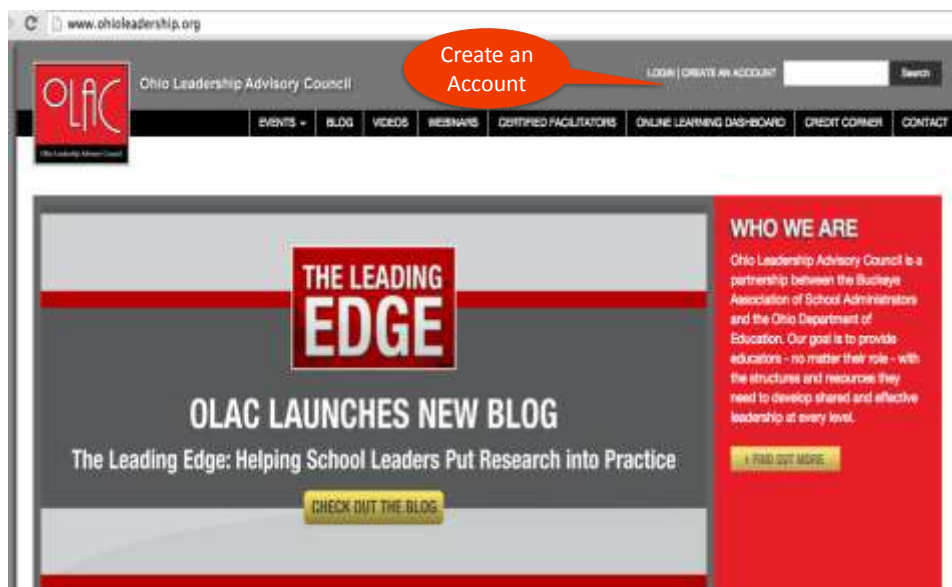 www.ohioleadership.org
Create an
Account
OLAC
Ohio Leadership Advisory Council
LOGIN | CREATE AN ACCOUNT
Search
Ohio Leadership Advisory Council
EVENTS
BLOG
VIDEOS
WEBINARS
CERTIFIED FACILITATORS
ONLINE LEARNING DASHBOARD
CREDIT CORNER
CONTACT
THE LEADING
EDGE
OLAC LAUNCHES NEW BLOG
The Leading Edge: Helping School Leaders Put Research into Practice
CHECK OUT THE BLOG
WHO WE ARE
Ohio Leadership Advisory Council is a
partnership between the Buckeye
Association of School Administrators
and the Ohio Department of
Education. Our goal is to provide
educators - no matter their role - with
the structures and resources they
need to develop shared and effective
leadership at every level.
FIND OUT MORE